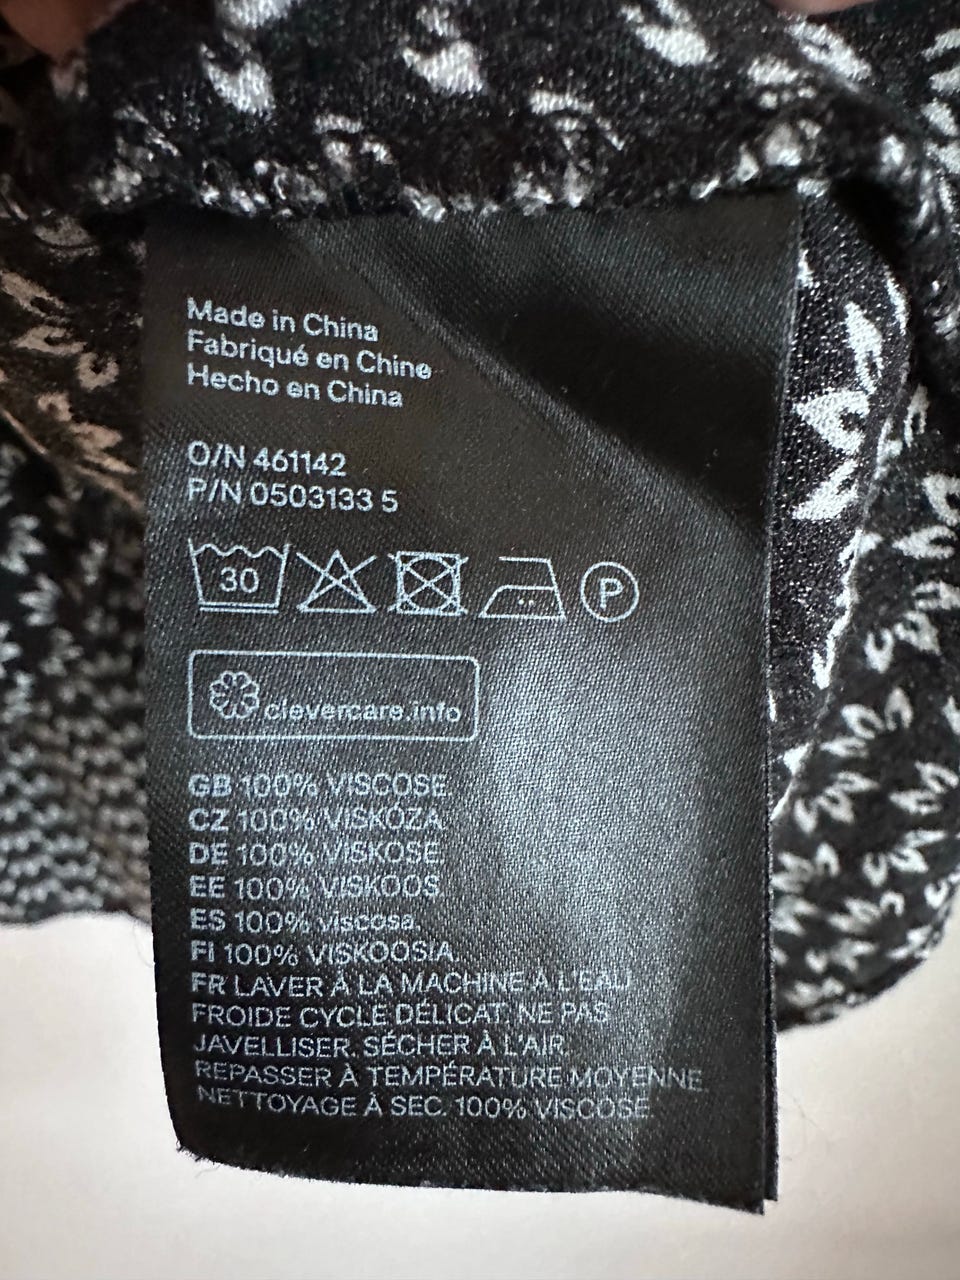 Made in China
Fabriqué en Chine
Hecho en China
O/N 461142
P/N 0503133 5
30 P
clevercare.info
GB 100% VISCOSE
CZ 100% VISKÓZA
DE 100% VISKOSE
EE 100% VISKOOS
ES 100% viscosa
FI 100% VISKOOSIA
FR LAVER À LA MACHINE À L'EAU
FROIDE CYCLE DÉLICAT. NE PAS
JAVELLISER. SÉCHER À L'AIR.
REPASSER À TEMPÉRATURE MOYENNE
NETTOYAGE À SEC. 100% VISCOSE